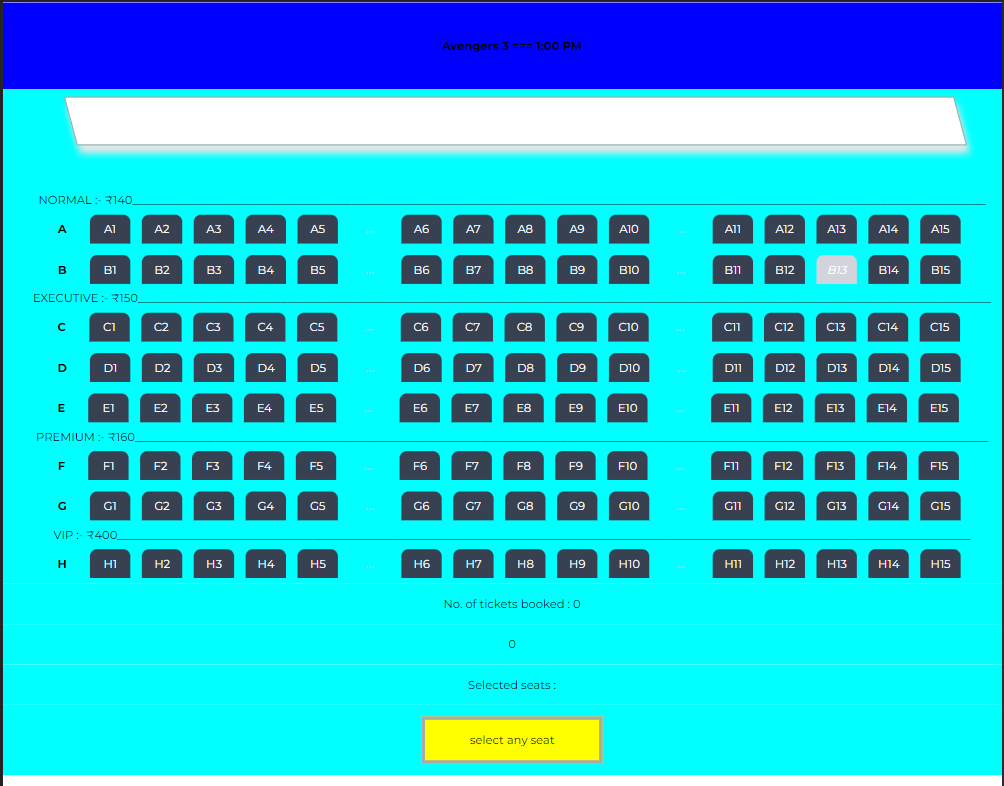 Avengers 3 === 1:00 PM
NORMAL :- ₹140
A A1 A2 A3 A4 A5 ... A6 A7 A8 A9 A10 ... A11 A12 A13 A14 A15
B B1 B2 B3 B4 B5 ... B6 B7 B8 B9 B10 ... B11 B12 B13 B14 B15
EXECUTIVE :- ₹150
C C1 C2 C3 C4 C5 ... C6 C7 C8 C9 C10 ... C11 C12 C13 C14 C15
D D1 D2 D3 D4 D5 ... D6 D7 D8 D9 D10 ... D11 D12 D13 D14 D15
E E1 E2 E3 E4 E5 ... E6 E7 E8 E9 E10 ... E11 E12 E13 E14 E15
PREMIUM :- ₹160
F F1 F2 F3 F4 F5 ... F6 F7 F8 F9 F10 ... F11 F12 F13 F14 F15
G G1 G2 G3 G4 G5 ... G6 G7 G8 G9 G10 ... G11 G12 G13 G14 G15
VIP :- ₹400
H H1 H2 H3 H4 H5 ... H6 H7 H8 H9 H10 ... H11 H12 H13 H14 H15
No. of tickets booked : 0
0
Selected seats :
select any seat